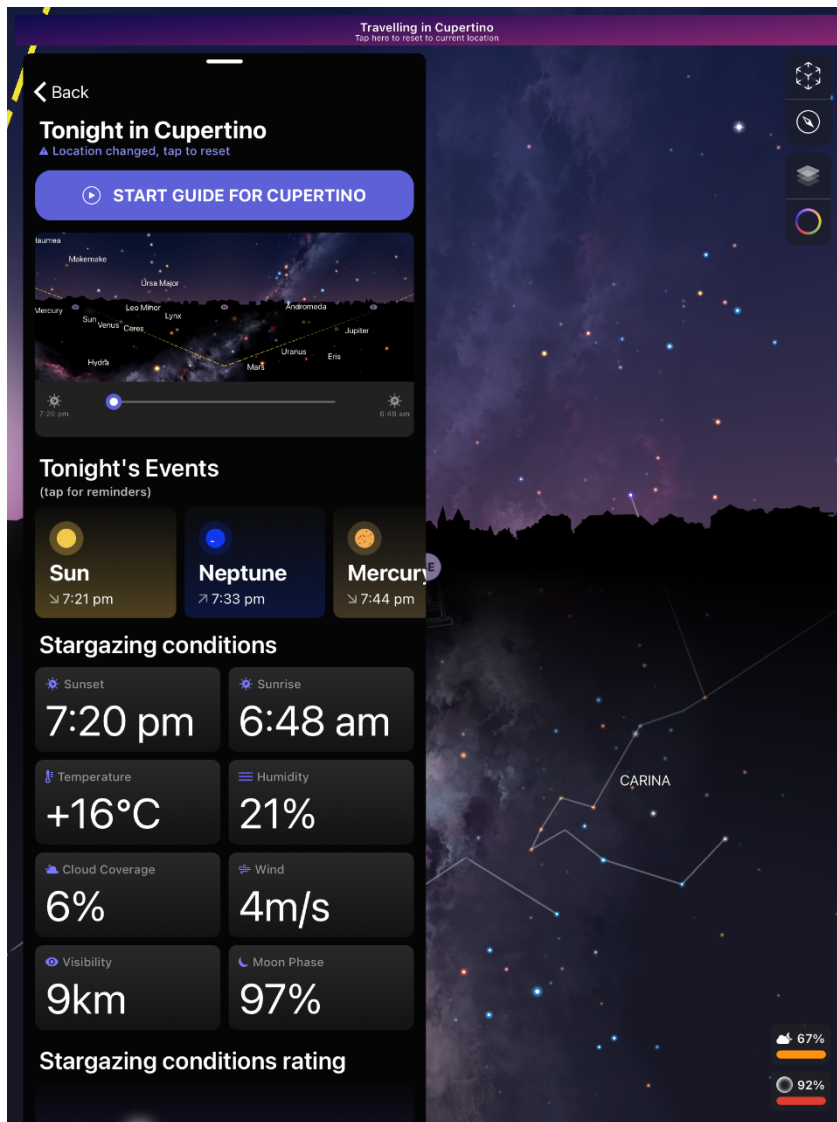 Travelling in Cupertino
Tap here to reset to current location
Back
Tonight in Cupertino
Location changed, tap to reset
START GUIDE FOR CUPERTINO
Haumea
Makemake
Ursa Major
Mercury
Leo Minor
Lynx
Andromeda
Sun
Venus
Ceres
Jupiter
Hydra
Mars
Uranus
Eris
7:20 pm
6:48 am
Tonight's Events
(tap for reminders)
Sun
7:21 pm
Neptune
7:33 pm
Mercury
7:44 pm
E
Stargazing conditions
Sunset
7:20 pm
Sunrise
6:48 am
Temperature
+16°C
Humidity
21%
Cloud Coverage
6%
Wind
4m/s
Visibility
9km
Moon Phase
97%
Stargazing conditions rating
CARINA
67%
92%